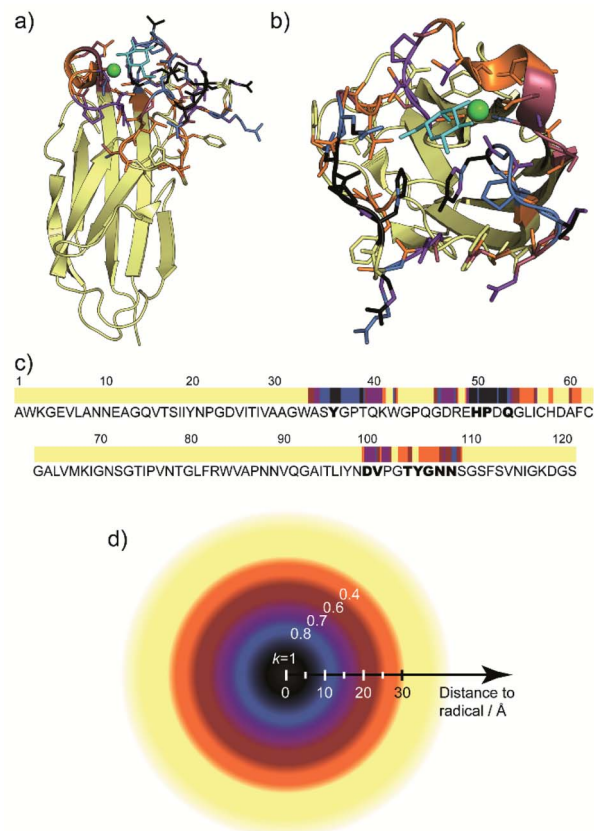 a)
b)
c)
1 10 20 30 40 50 60
AWKGEVLANNEAGQVTSIIYNPGDVITIVAAGWASYGPTQKWGPQGDREHPDQGLICHDAFC
70 80 90 100 110 120
GALVMKIGNSGTIPVNTGLFRWVAPNNVQGAITLIYNDVPGTYGNNSGSFSVNIGKDGS
d)
0.4
0.6
0.7
0.8
k=1
0 10 20 30
Distance to
radical / Å